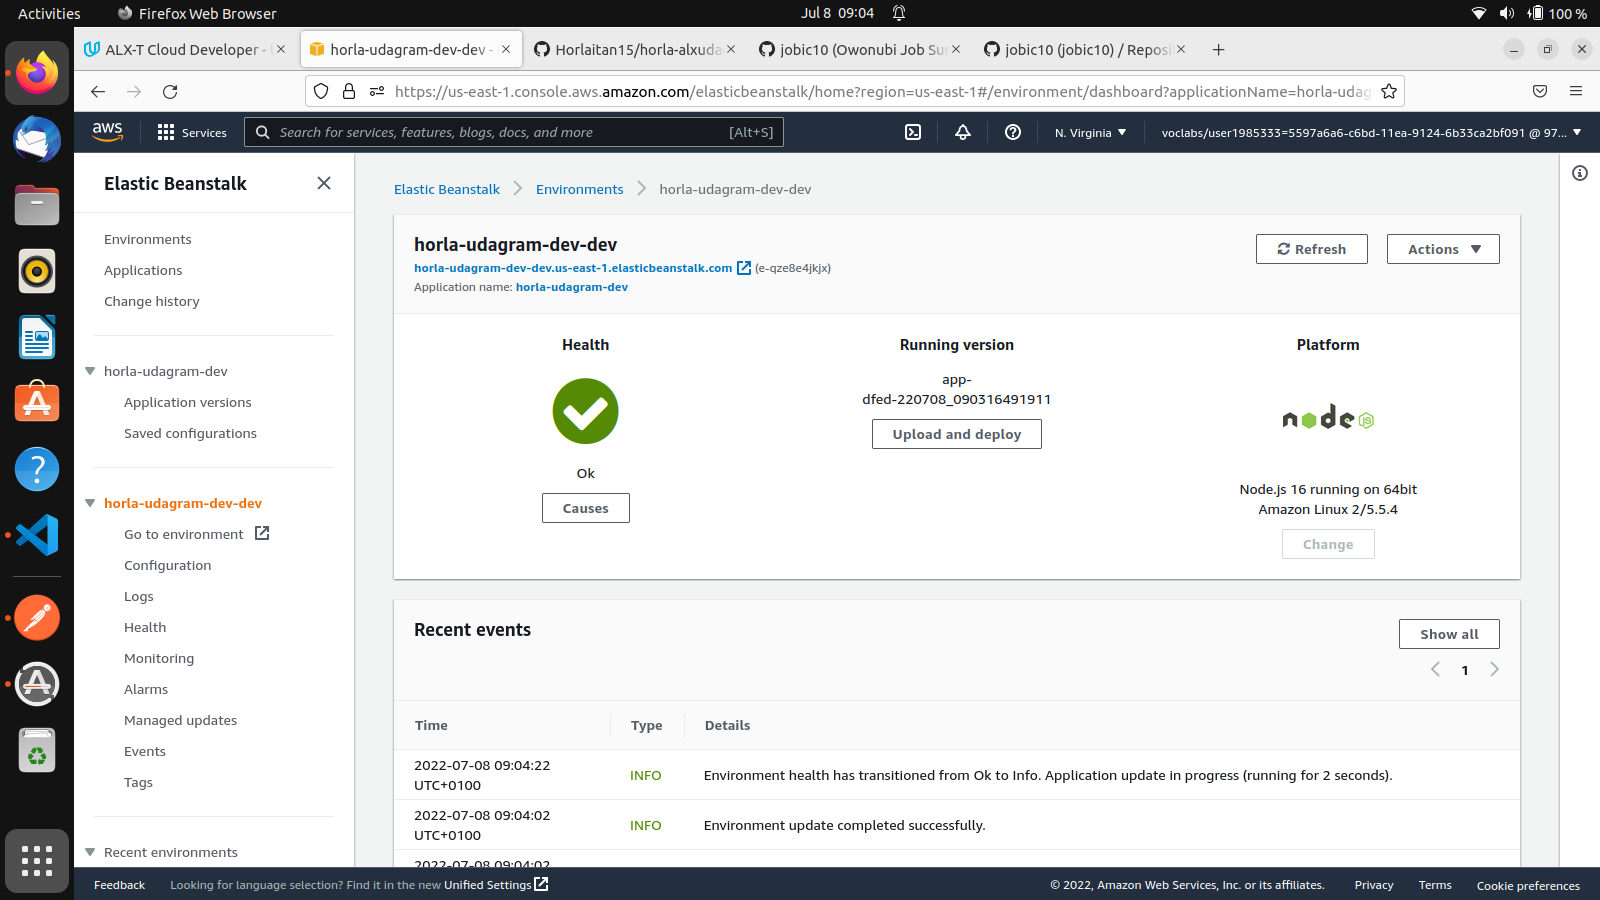 Activities
Firefox Web Browser
Jul 8 09:04
100 %
ALX-T Cloud Developer -
horla-udagram-dev-dev -
Horlaitan15/horla-alxuda
jobic10 (Owonubi Job Sun
jobic10 (jobic10) / Reposi
https://us-east-1.console.aws.amazon.com/elasticbeanstalk/home?region=us-east-1#/environment/dashboard?applicationName=horla-udag
aws
Services
Search for services, features, blogs, docs, and more
[Alt+S]
N. Virginia
voclabs/user1985333=5597a6a6-c6bd-11ea-9124-6b33ca2bf091 @ 97...
Elastic Beanstalk
Environments
Applications
Change history
horla-udagram-dev
Application versions
Saved configurations
horla-udagram-dev-dev
Go to environment
Configuration
Logs
Health
Monitoring
Alarms
Managed updates
Events
Tags
Recent environments
Elastic Beanstalk
Environments
horla-udagram-dev-dev
horla-udagram-dev-dev
horla-udagram-dev-dev.us-east-1.elasticbeanstalk.com (e-qze8e4jkjx)
Application name: horla-udagram-dev
Refresh
Actions
Health
Ok
Causes
Running version
app-
dfed-220708_090316491911
Upload and deploy
Platform
node
JS
Node.js 16 running on 64bit
Amazon Linux 2/5.5.4
Change
Recent events
Show all
1
Time
Type
Details
2022-07-08 09:04:22
UTC+0100
INFO
Environment health has transitioned from Ok to Info. Application update in progress (running for 2 seconds).
2022-07-08 09:04:02
UTC+0100
INFO
Environment update completed successfully.
2022-07-08 09:04:02
Feedback
Looking for language selection? Find it in the new Unified Settings
© 2022, Amazon Web Services, Inc. or its affiliates.
Privacy
Terms
Cookie preferences